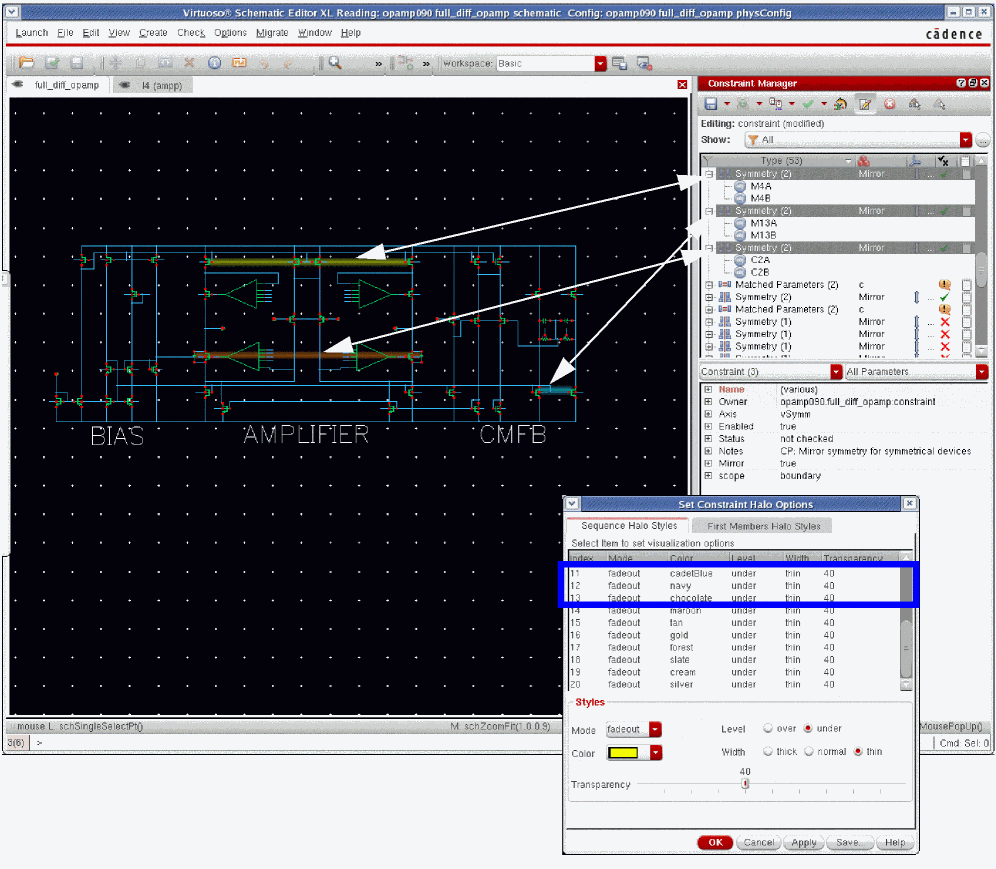 Virtuoso® Schematic Editor XL Reading: opamp090 full_diff_opamp schematic Config: opamp090 full_diff_opamp physConfig
Launch File Edit View Create Check Options Migrate Window Help
cādence
» » Workspace: Basic
full_diff_opamp I4 (ampp)
Constraint Manager
Editing: constraint (modified)
Show: All
Type (53)
Symmetry (2) Mirror ...
M4A
M4B
Symmetry (2) Mirror ...
M13A
M13B
Symmetry (2) Mirror ...
C2A
C2B
Matched Parameters (2) c
Symmetry (2) Mirror ...
Matched Parameters (2) c
Symmetry (1) Mirror ...
Symmetry (1) Mirror ...
Symmetry (1) Mirror ...
Symmetry (1) Mirror
Constraint (3) All Parameters
Name (various)
Owner opamp090.full_diff_opamp:constraint
Axis vSymm
Enabled true
Status not checked
Notes CP: Mirror symmetry for symmetrical devices
Mirror true
scope boundary
BIAS AMPLIFIER CMFB
Set Constraint Halo Options
Sequence Halo Styles First Members Halo Styles
Select Item to set visualization options
Index Mode Color Level Width Transparency
11 fadeout cadetBlue under thin 40
12 fadeout navy under thin 40
13 fadeout chocolate under thin 40
14 fadeout maroon under thin 40
15 fadeout tan under thin 40
16 fadeout gold under thin 40
17 fadeout forest under thin 40
18 fadeout slate under thin 40
19 fadeout cream under thin 40
20 fadeout silver under thin 40
Styles
Mode fadeout Level over under
Color Width thick normal thin
40
Transparency
OK Cancel Apply Save... Help
mouse L: schSingleSelectPt() M: schZoomFit(1.0 0.9) MousePopUp()
3(6) > Cmd: Sel: 0